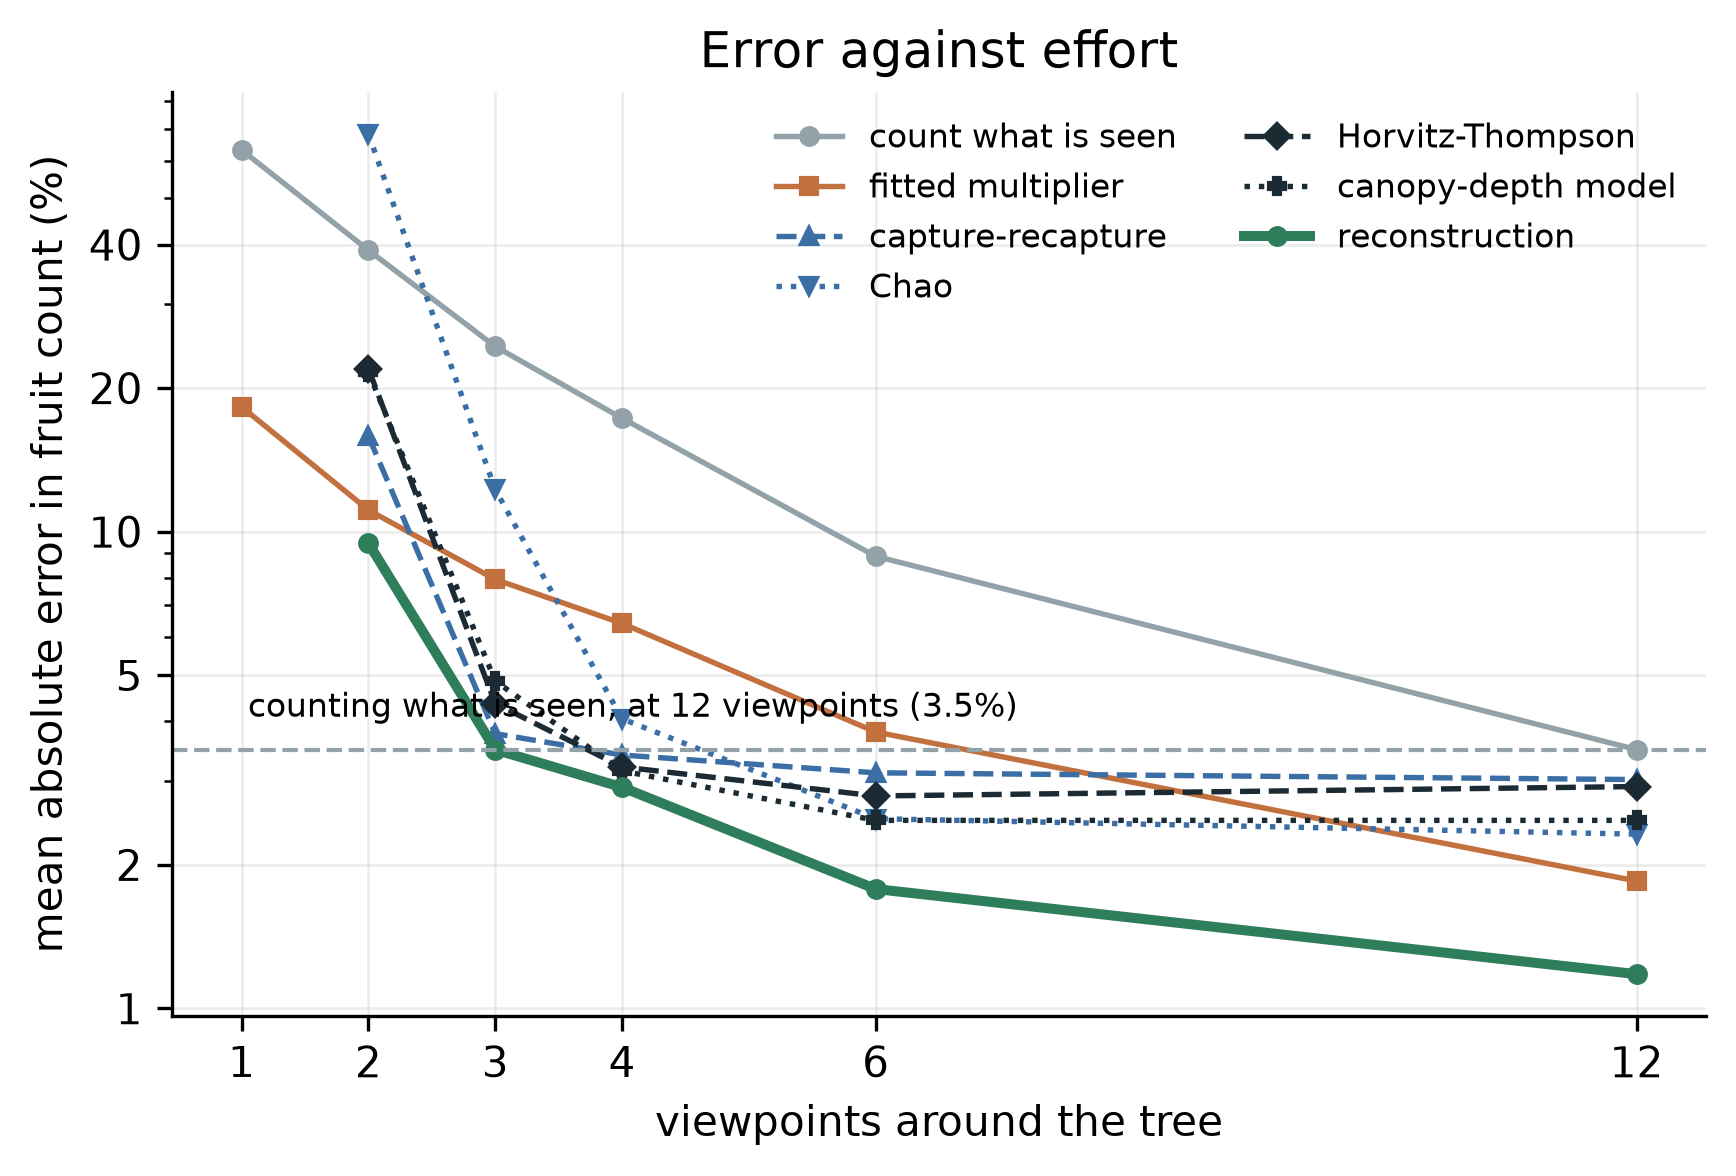 Error against effort
count what is seen
fitted multiplier
capture-recapture
Chao
Horvitz-Thompson
canopy-depth model
reconstruction
mean absolute error in fruit count (%)
40
20
10
5
2
1
counting what is seen, at 12 viewpoints (3.5%)
1 2 3 4 6 12
viewpoints around the tree